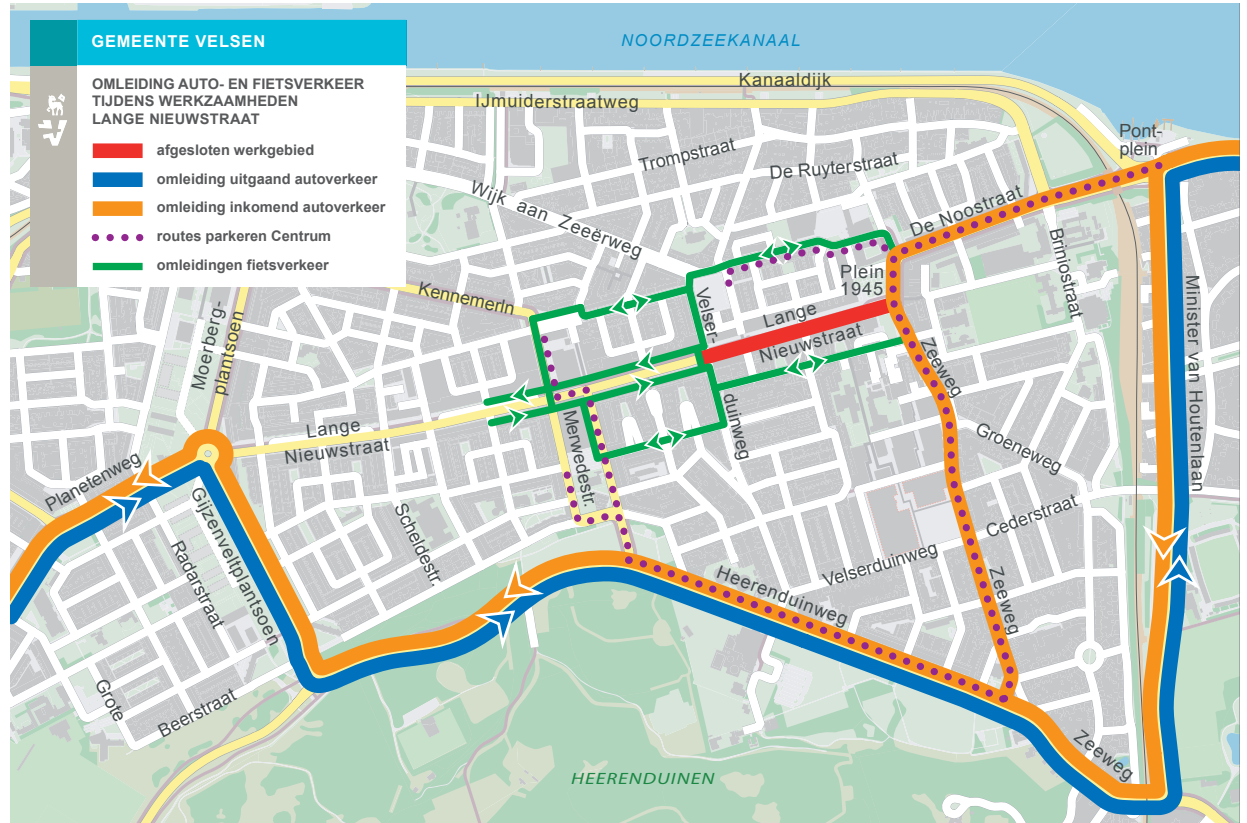 GEMEENTE VELSEN
OMLEIDING AUTO- EN FIETSVERKEER
TIJDENS WERKZAAMHEDEN
LANGE NIEUWSTRAAT
afgesloten werkgebied
omleiding uitgaand autoverkeer
omleiding inkomend autoverkeer
routes parkeren Centrum
omleidingen fietsverkeer
NOORDZEEKANAAL
Kanaaldijk
IJmuiderstraatweg
Pont-
plein
Trompstraat
De Ruyterstraat
Wijk aan Zeeërweg
De Noostraat
Briniostraat
Plein
1945
Minister van Houtenlaan
Kennemerln
Velser-
duinweg
Lange
Nieuwstraat
Moerberg-
plantsoen
Zeeweg
Lange
Nieuwstraat
Merwedestr.
Groeneweg
Planetenweg
Gijzenveltplantsoen
Scheldestr.
Cederstraat
Radarstraat
Velserduinweg
Heerenduinweg
Zeeweg
Grote
Beerstraat
Zeeweg
HEERENDUINEN